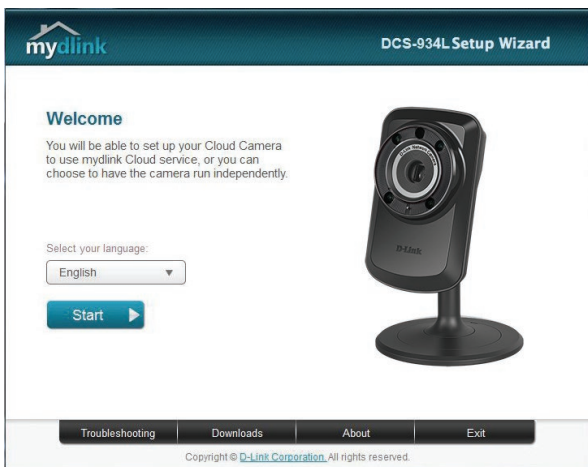 mydlink
DCS-934L Setup Wizard
Welcome
You will be able to set up your Cloud Camera
to use mydlink Cloud service, or you can
choose to have the camera run independently.
Select your language:
English
Start
D-Link
Troubleshooting
Downloads
About
Exit
Copyright © D-Link Corporation. All rights reserved.